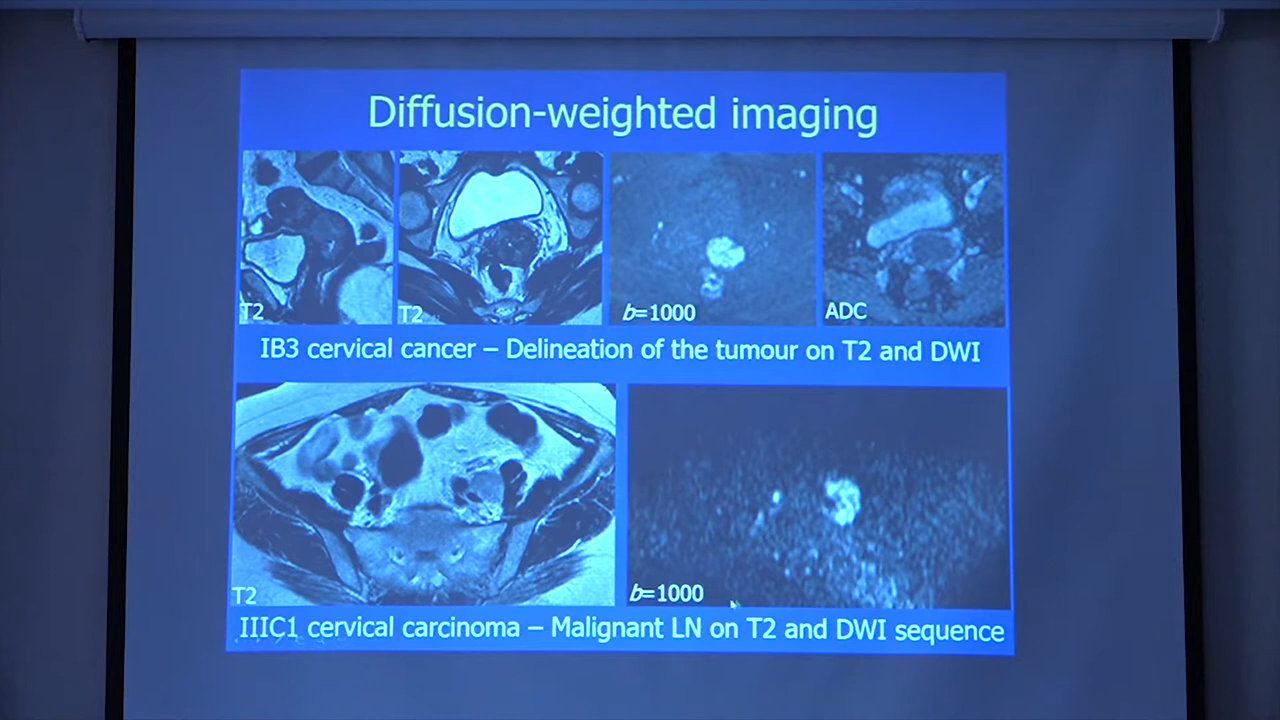 Diffusion-weighted imaging
T2
T2
b=1000
ADC
IB3 cervical cancer – Delineation of the tumour on T2 and DWI
T2
b=1000
IIIC1 cervical carcinoma – Malignant LN on T2 and DWI sequence